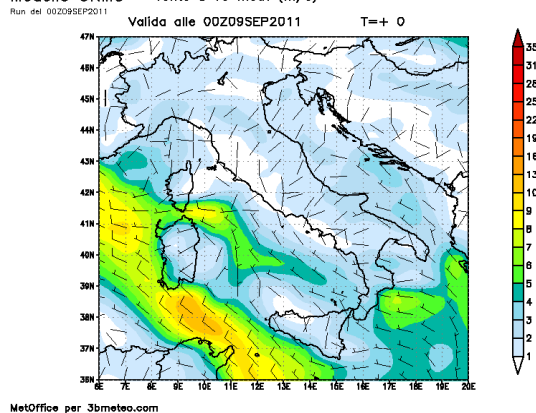 Run del 00Z09SEP2011
Valida alle 00Z09SEP2011 T=+ 0
47N
46N
45N
44N
43N
42N
41N
40N
39N
38N
37N
36N
6E 7E 8E 9E 10E 11E 12E 13E 14E 15E 16E 17E 18E 19E 20E
35
31
28
25
22
19
16
13
10
9
8
7
6
5
4
3
2
1
MetOffice per 3bmeteo.com